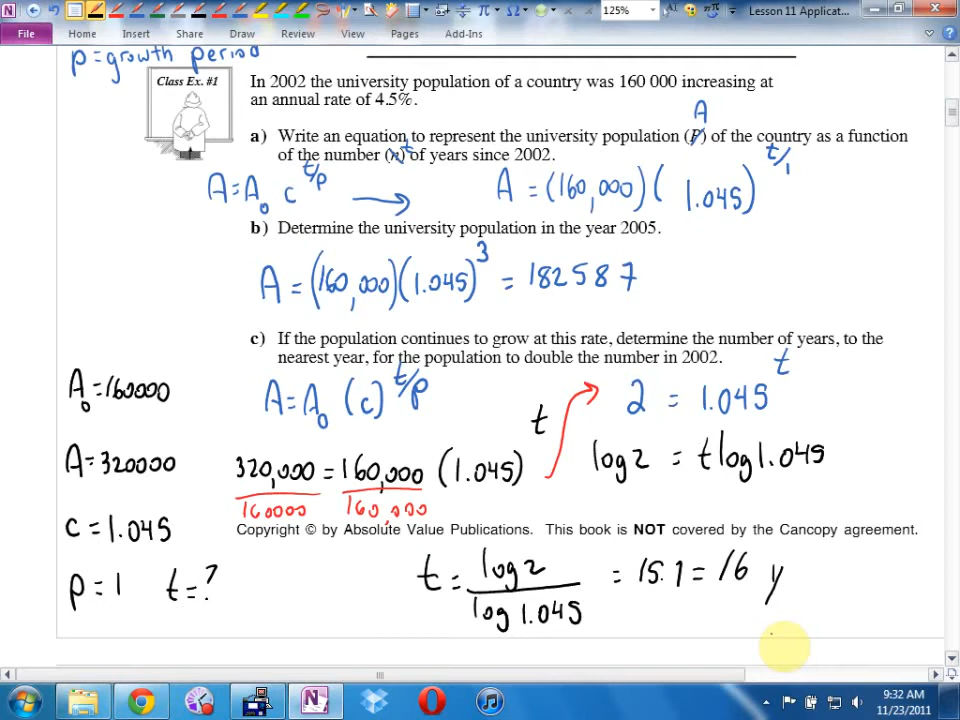 125%
Lesson 11 Applicat...
File Home Insert Share Draw Review View Pages Add-Ins
p = growth period
Class Ex. #1
In 2002 the university population of a country was 160 000 increasing at
an annual rate of 4.5%.
A
a) Write an equation to represent the university population (P) of the country as a function
t
of the number (n) of years since 2002.
A = A₀ c^(t/p) → A = (160,000)(1.045)^(t/1)
b) Determine the university population in the year 2005.
A = (160,000)(1.045)³ = 182587
c) If the population continues to grow at this rate, determine the number of years, to the
nearest year, for the population to double the number in 2002.
A₀ = 160000
A = A₀ (c)^(t/p)
2 = 1.045^t
A = 320000
320,000 = 160,000 (1.045)^t
160000 160,000
log 2 = t log 1.045
C = 1.045
Copyright © by Absolute Value Publications. This book is NOT covered by the Cancopy agreement.
p = 1 t = ?
t = log 2 / log 1.045 = 15.7 = 16 y
9:32 AM
11/23/2011